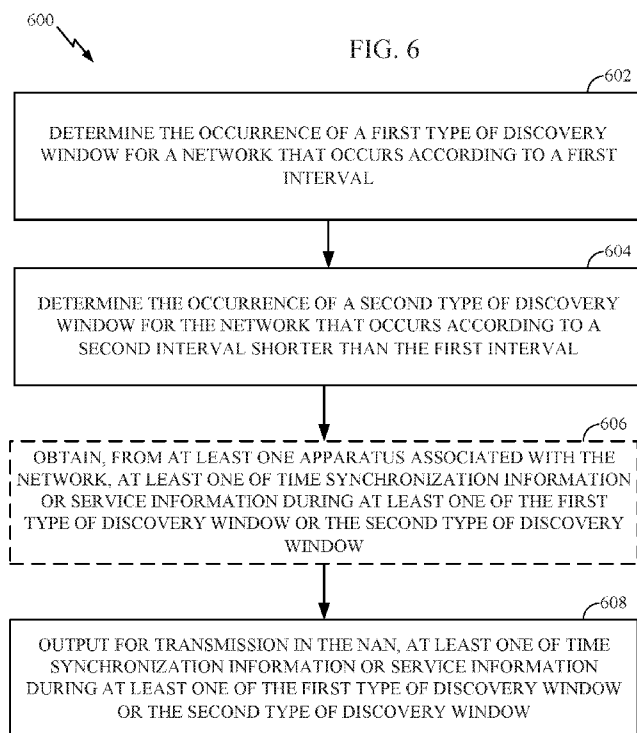 600
FIG. 6
602
DETERMINE THE OCCURRENCE OF A FIRST TYPE OF DISCOVERY
WINDOW FOR A NETWORK THAT OCCURS ACCORDING TO A FIRST
INTERVAL
604
DETERMINE THE OCCURRENCE OF A SECOND TYPE OF DISCOVERY
WINDOW FOR THE NETWORK THAT OCCURS ACCORDING TO A
SECOND INTERVAL SHORTER THAN THE FIRST INTERVAL
606
OBTAIN, FROM AT LEAST ONE APPARATUS ASSOCIATED WITH THE
NETWORK, AT LEAST ONE OF TIME SYNCHRONIZATION INFORMATION
OR SERVICE INFORMATION DURING AT LEAST ONE OF THE FIRST
TYPE OF DISCOVERY WINDOW OR THE SECOND TYPE OF DISCOVERY
WINDOW
608
OUTPUT FOR TRANSMISSION IN THE NAN, AT LEAST ONE OF TIME
SYNCHRONIZATION INFORMATION OR SERVICE INFORMATION
DURING AT LEAST ONE OF THE FIRST TYPE OF DISCOVERY WINDOW
OR THE SECOND TYPE OF DISCOVERY WINDOW